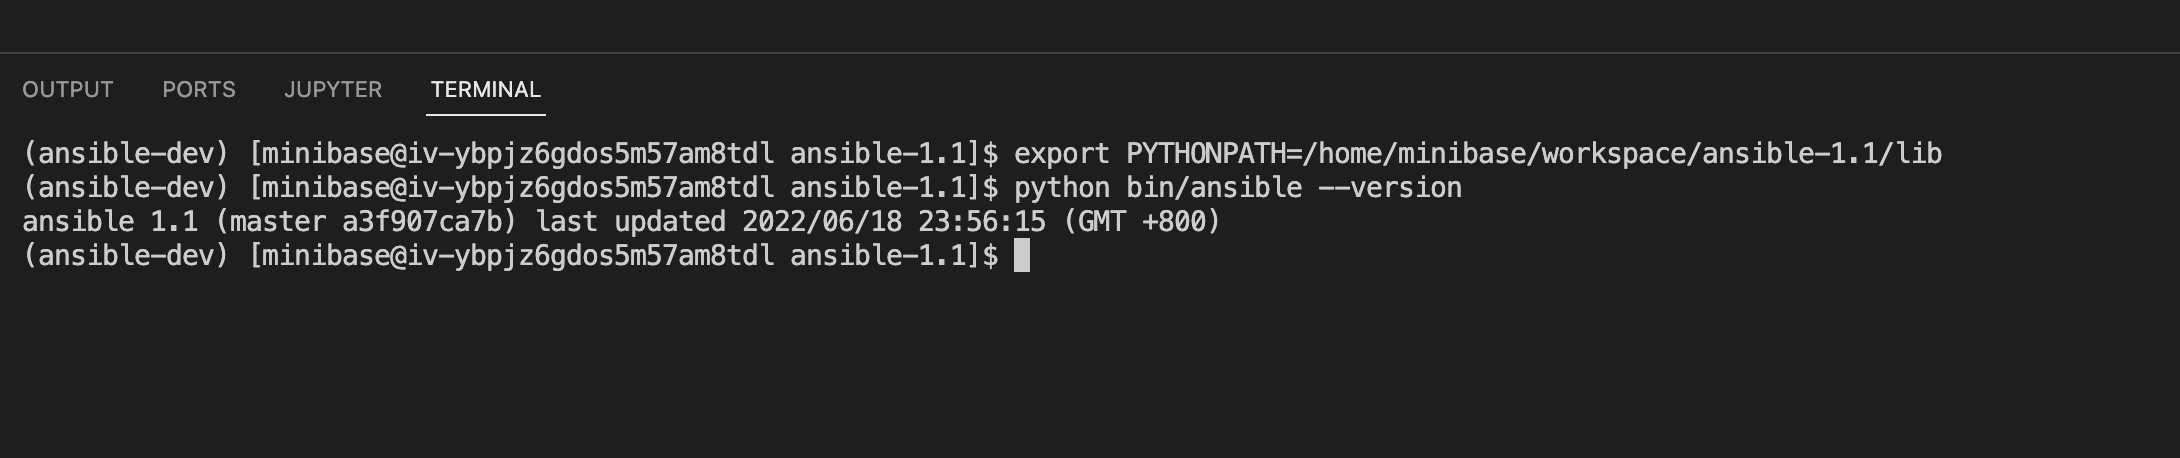 OUTPUT PORTS JUPYTER TERMINAL
(ansible-dev) [minibase@iv-ybpjz6gdos5m57am8tdl ansible-1.1]$ export PYTHONPATH=/home/minibase/workspace/ansible-1.1/lib
(ansible-dev) [minibase@iv-ybpjz6gdos5m57am8tdl ansible-1.1]$ python bin/ansible --version
ansible 1.1 (master a3f907ca7b) last updated 2022/06/18 23:56:15 (GMT +800)
(ansible-dev) [minibase@iv-ybpjz6gdos5m57am8tdl ansible-1.1]$